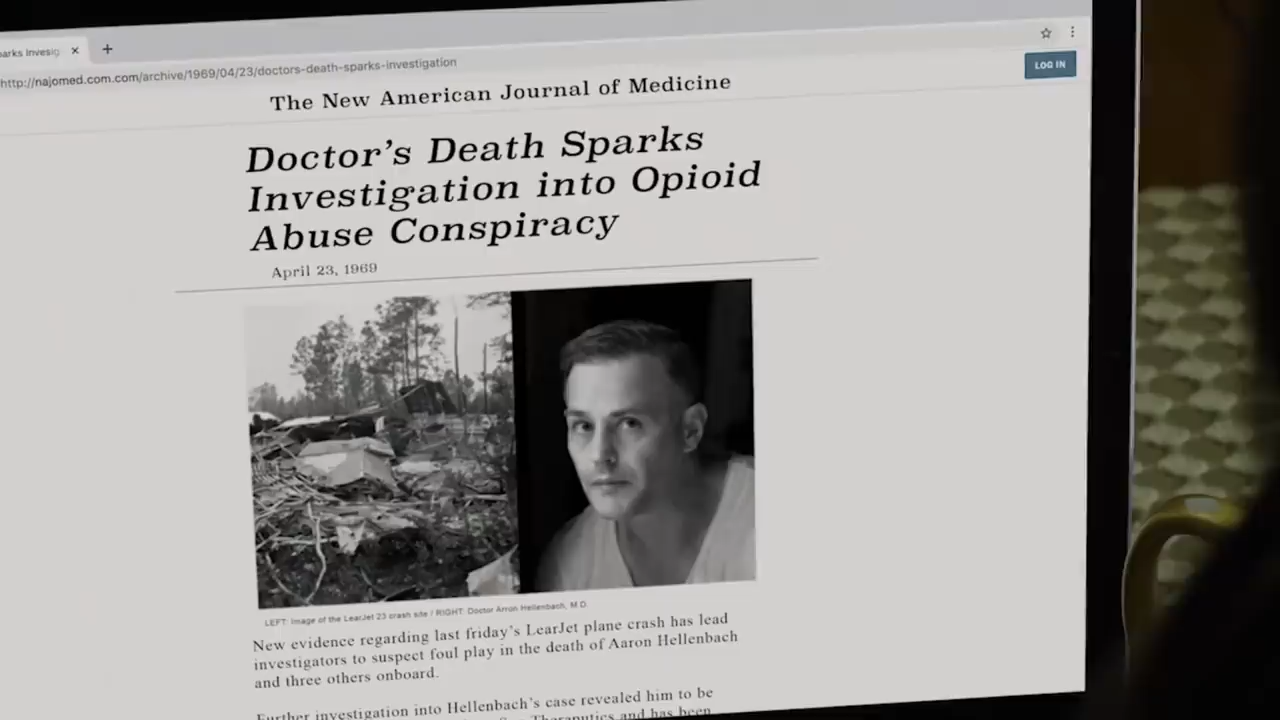 http://najomed.com.com/archive/1969/04/23/doctors-death-sparks-investigation
LOG IN
The New American Journal of Medicine
Doctor's Death Sparks
Investigation into Opioid
Abuse Conspiracy
April 23, 1969
LEFT: Image of the LearJet 23 crash site / RIGHT: Doctor Arron Hellenbach, M.D.
New evidence regarding last friday's LearJet plane crash has lead
investigators to suspect foul play in the death of Aaron Hellenbach
and three others onboard.
Further investigation into Hellenbach's case revealed him to be
and has been